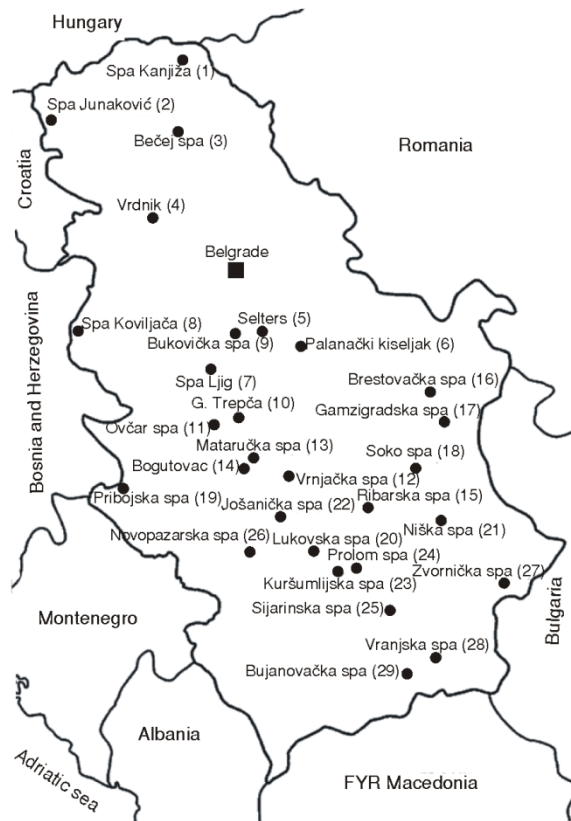 Hungary
Spa Kanjiža (1)
Spa Junaković (2)
Bečej spa (3)
Romania
Croatia
Vrdnik (4)
Belgrade
Bosnia and Herzegovina
Spa Koviljača (8)
Selters (5)
Bukovička spa (9)
Palanački kiseljak (6)
Spa Ljig (7)
Brestovačka spa (16)
G. Trepča (10)
Gamzigradska spa (17)
Ovčar spa (11)
Mataručka spa (13)
Soko spa (18)
Bogutovac (14)
Vrnjačka spa (12)
Pribojska spa (19)
Ribarska spa (15)
Jošanička spa (22)
Niška spa (21)
Novopazarska spa (26)
Lukovska spa (20)
Prolom spa (24)
Zvornička spa (27)
Kuršumlijska spa (23)
Sijarinska spa (25)
Montenegro
Bulgaria
Vranjska spa (28)
Bujanovačka spa (29)
Albania
Adriatic sea
FYR Macedonia